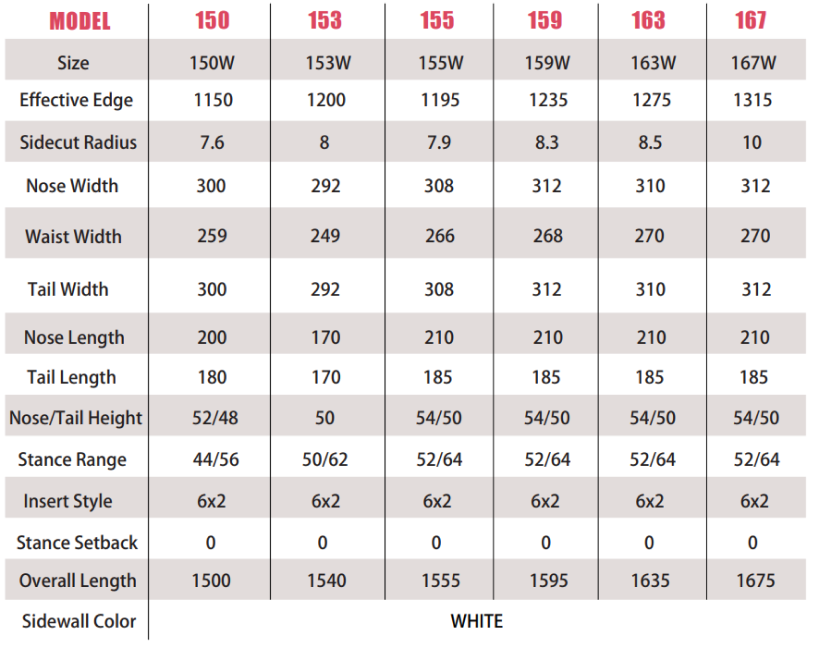 MODEL 150 153 155 159 163 167
Size 150W 153W 155W 159W 163W 167W
Effective Edge 1150 1200 1195 1235 1275 1315
Sidecut Radius 7.6 8 7.9 8.3 8.5 10
Nose Width 300 292 308 312 310 312
Waist Width 259 249 266 268 270 270
Tail Width 300 292 308 312 310 312
Nose Length 200 170 210 210 210 210
Tail Length 180 170 185 185 185 185
Nose/Tail Height 52/48 50 54/50 54/50 54/50 54/50
Stance Range 44/56 50/62 52/64 52/64 52/64 52/64
Insert Style 6x2 6x2 6x2 6x2 6x2 6x2
Stance Setback 0 0 0 0 0 0
Overall Length 1500 1540 1555 1595 1635 1675
Sidewall Color WHITE